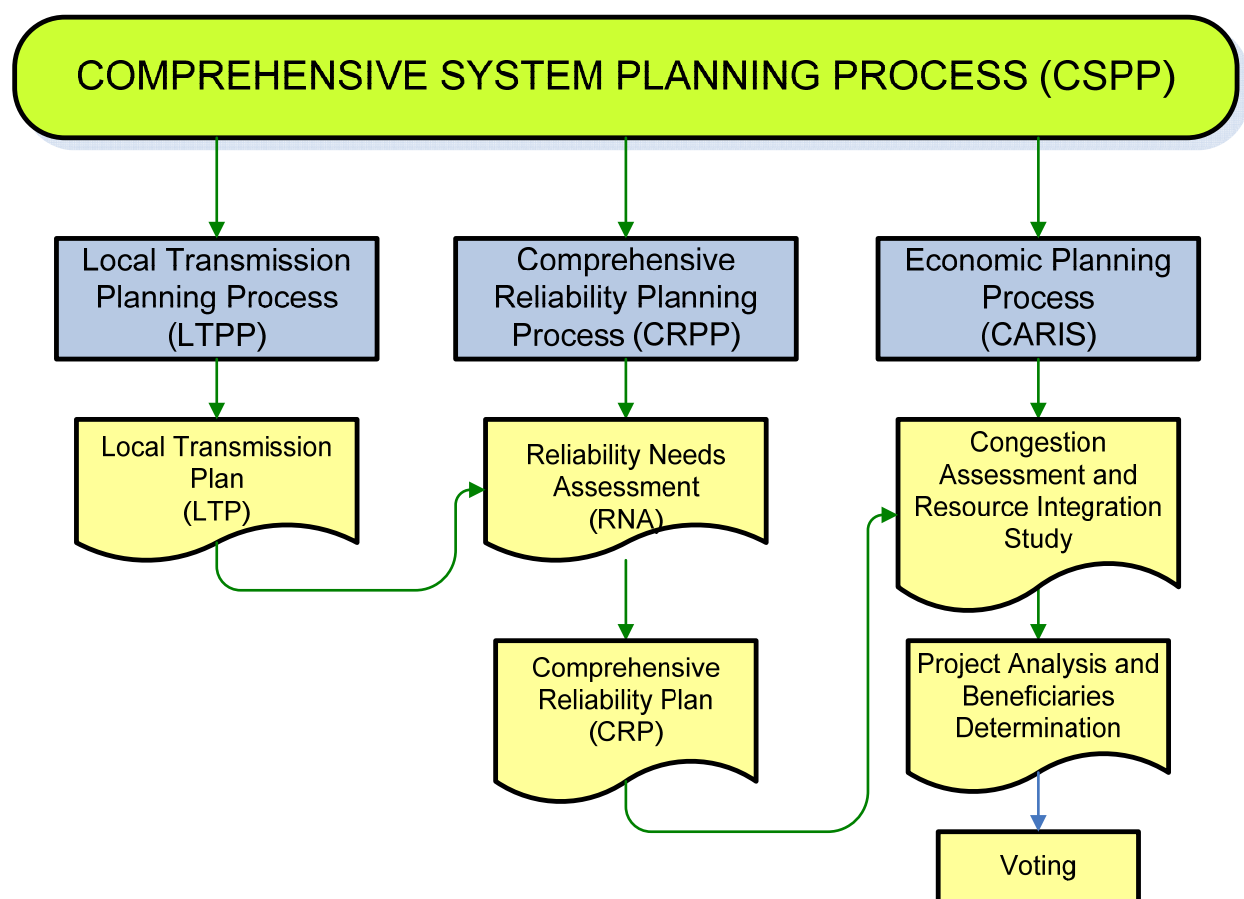 COMPREHENSIVE SYSTEM PLANNING PROCESS (CSPP)
Local Transmission
Planning Process
(LTPP)
Comprehensive
Reliability Planning
Process (CRPP)
Economic Planning
Process
(CARIS)
Local Transmission
Plan
(LTP)
Reliability Needs
Assessment
(RNA)
Congestion
Assessment and
Resource Integration
Study
Comprehensive
Reliability Plan
(CRP)
Project Analysis and
Beneficiaries
Determination
Voting